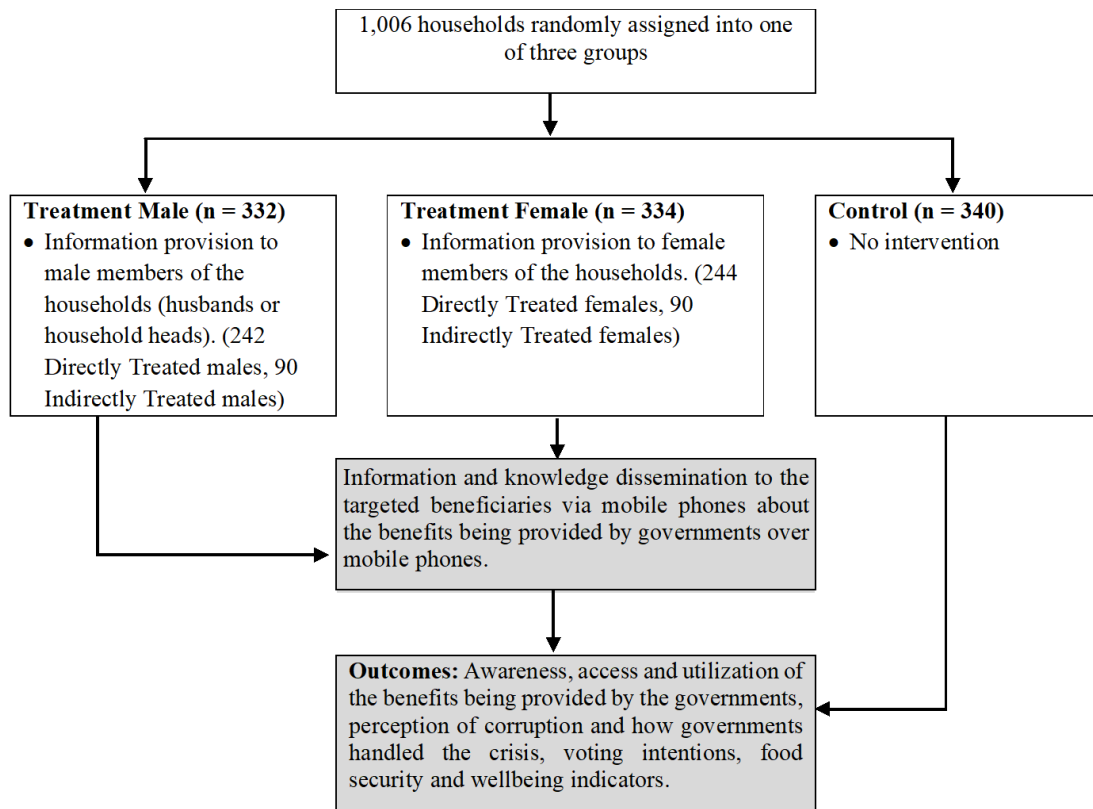 1,006 households randomly assigned into one
of three groups
Treatment Male (n = 332)
• Information provision to
male members of the
households (husbands or
household heads). (242
Directly Treated males, 90
Indirectly Treated males)
Treatment Female (n = 334)
• Information provision to female
members of the households. (244
Directly Treated females, 90
Indirectly Treated females)
Control (n = 340)
• No intervention
Information and knowledge dissemination to the
targeted beneficiaries via mobile phones about
the benefits being provided by governments over
mobile phones.
Outcomes: Awareness, access and utilization of
the benefits being provided by the governments,
perception of corruption and how governments
handled the crisis, voting intentions, food
security and wellbeing indicators.